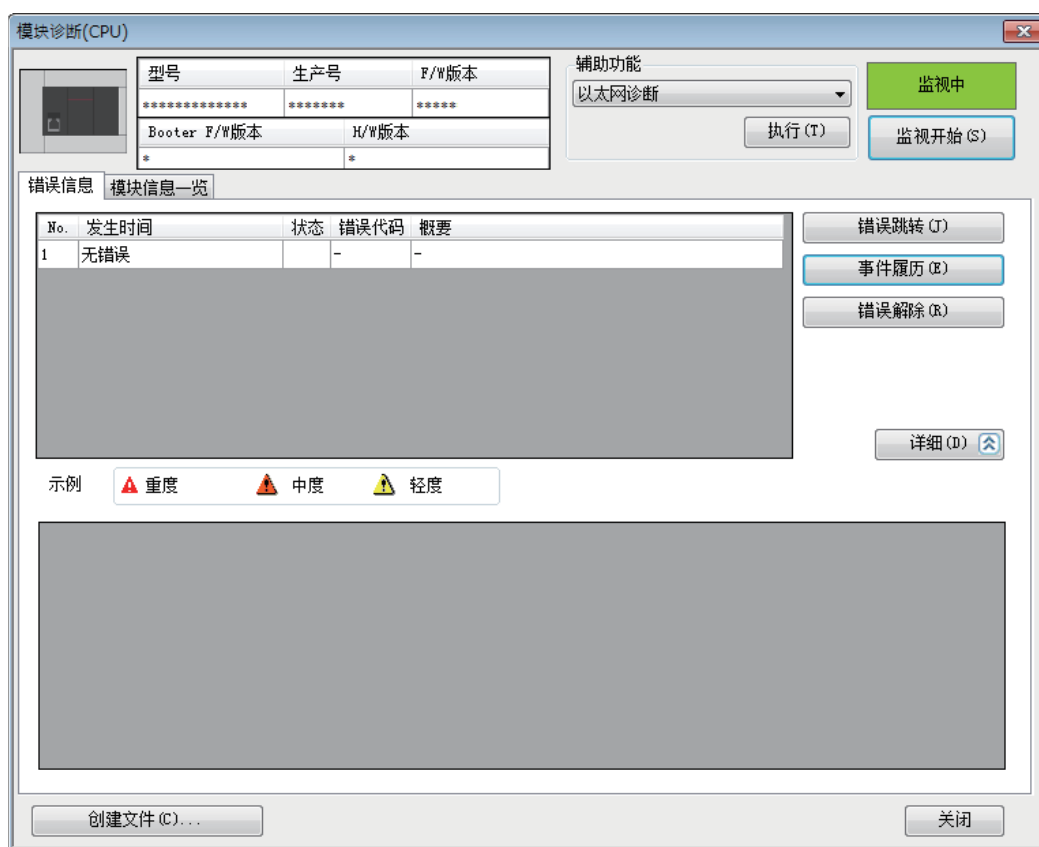 模块诊断(CPU)
型号 生产号 F/W版本
************* ******* *****
Booter F/W版本 H/W版本
* *
辅助功能
以太网诊断
执行(T)
监视中
监视开始(S)
错误信息 模块信息一览
No. 发生时间 状态 错误代码 概要
1 无错误 - -
错误跳转(J)
事件履历(E)
错误解除(R)
详细(D)
示例 重度 中度 轻度
创建文件(C)...
关闭